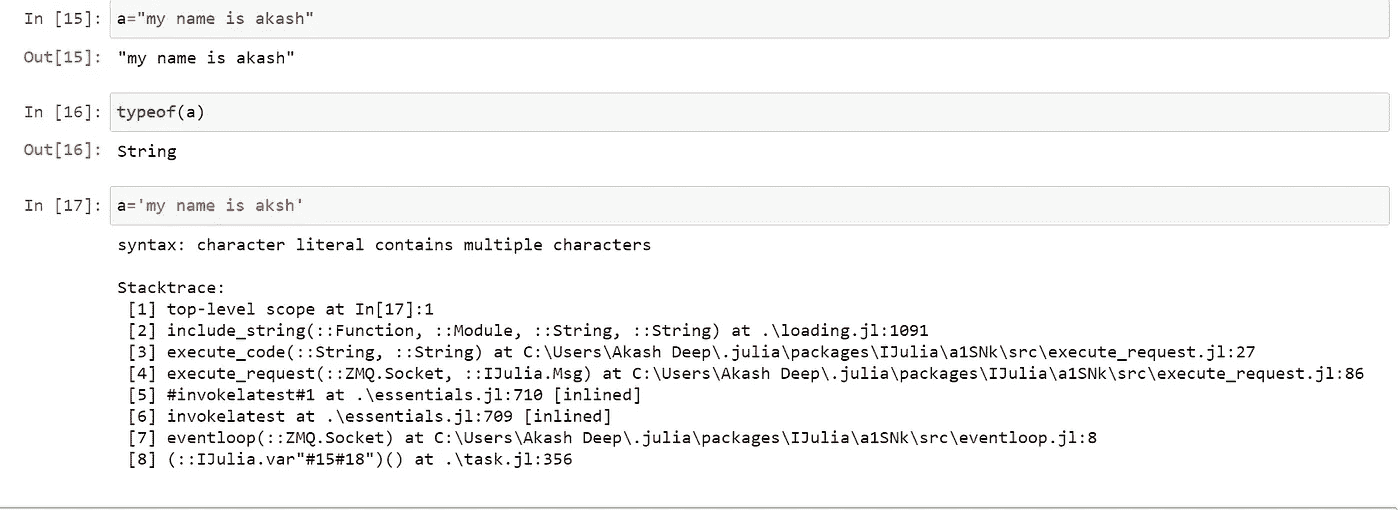 In [15]: a="my name is akash"
Out[15]: "my name is akash"
In [16]: typeof(a)
Out[16]: String
In [17]: a='my name is aksh'
syntax: character literal contains multiple characters
Stacktrace:
[1] top-level scope at In[17]:1
[2] include_string(::Function, ::Module, ::String, ::String) at .\loading.jl:1091
[3] execute_code(::String, ::String) at C:\Users\Akash Deep\.julia\packages\IJulia\a1SNk\src\execute_request.jl:27
[4] execute_request(::ZMQ.Socket, ::IJulia.Msg) at C:\Users\Akash Deep\.julia\packages\IJulia\a1SNk\src\execute_request.jl:86
[5] #invokelatest#1 at .\essentials.jl:710 [inlined]
[6] invokelatest at .\essentials.jl:709 [inlined]
[7] eventloop(::ZMQ.Socket) at C:\Users\Akash Deep\.julia\packages\IJulia\a1SNk\src\eventloop.jl:8
[8] (::IJulia.var"#15#18")() at .\task.jl:356